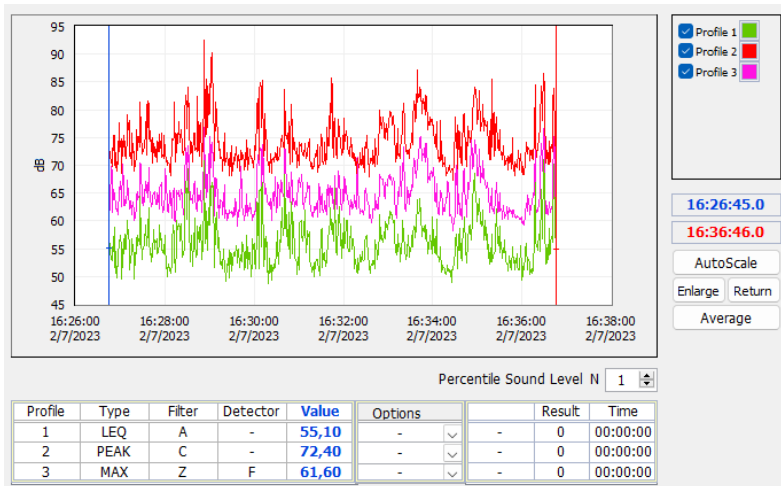 95
90
85
80
75
70
65
60
55
50
45
dB
16:26:00 16:28:00 16:30:00 16:32:00 16:34:00 16:36:00 16:38:00
2/7/2023 2/7/2023 2/7/2023 2/7/2023 2/7/2023 2/7/2023 2/7/2023
Profile 1
Profile 2
Profile 3
16:26:45.0
16:36:46.0
AutoScale
Enlarge Return
Average
Percentile Sound Level N 1
Profile Type Filter Detector Value Options Result Time
1 LEQ A - 55,10 - - 0 00:00:00
2 PEAK C - 72,40 - - 0 00:00:00
3 MAX Z F 61,60 - - 0 00:00:00